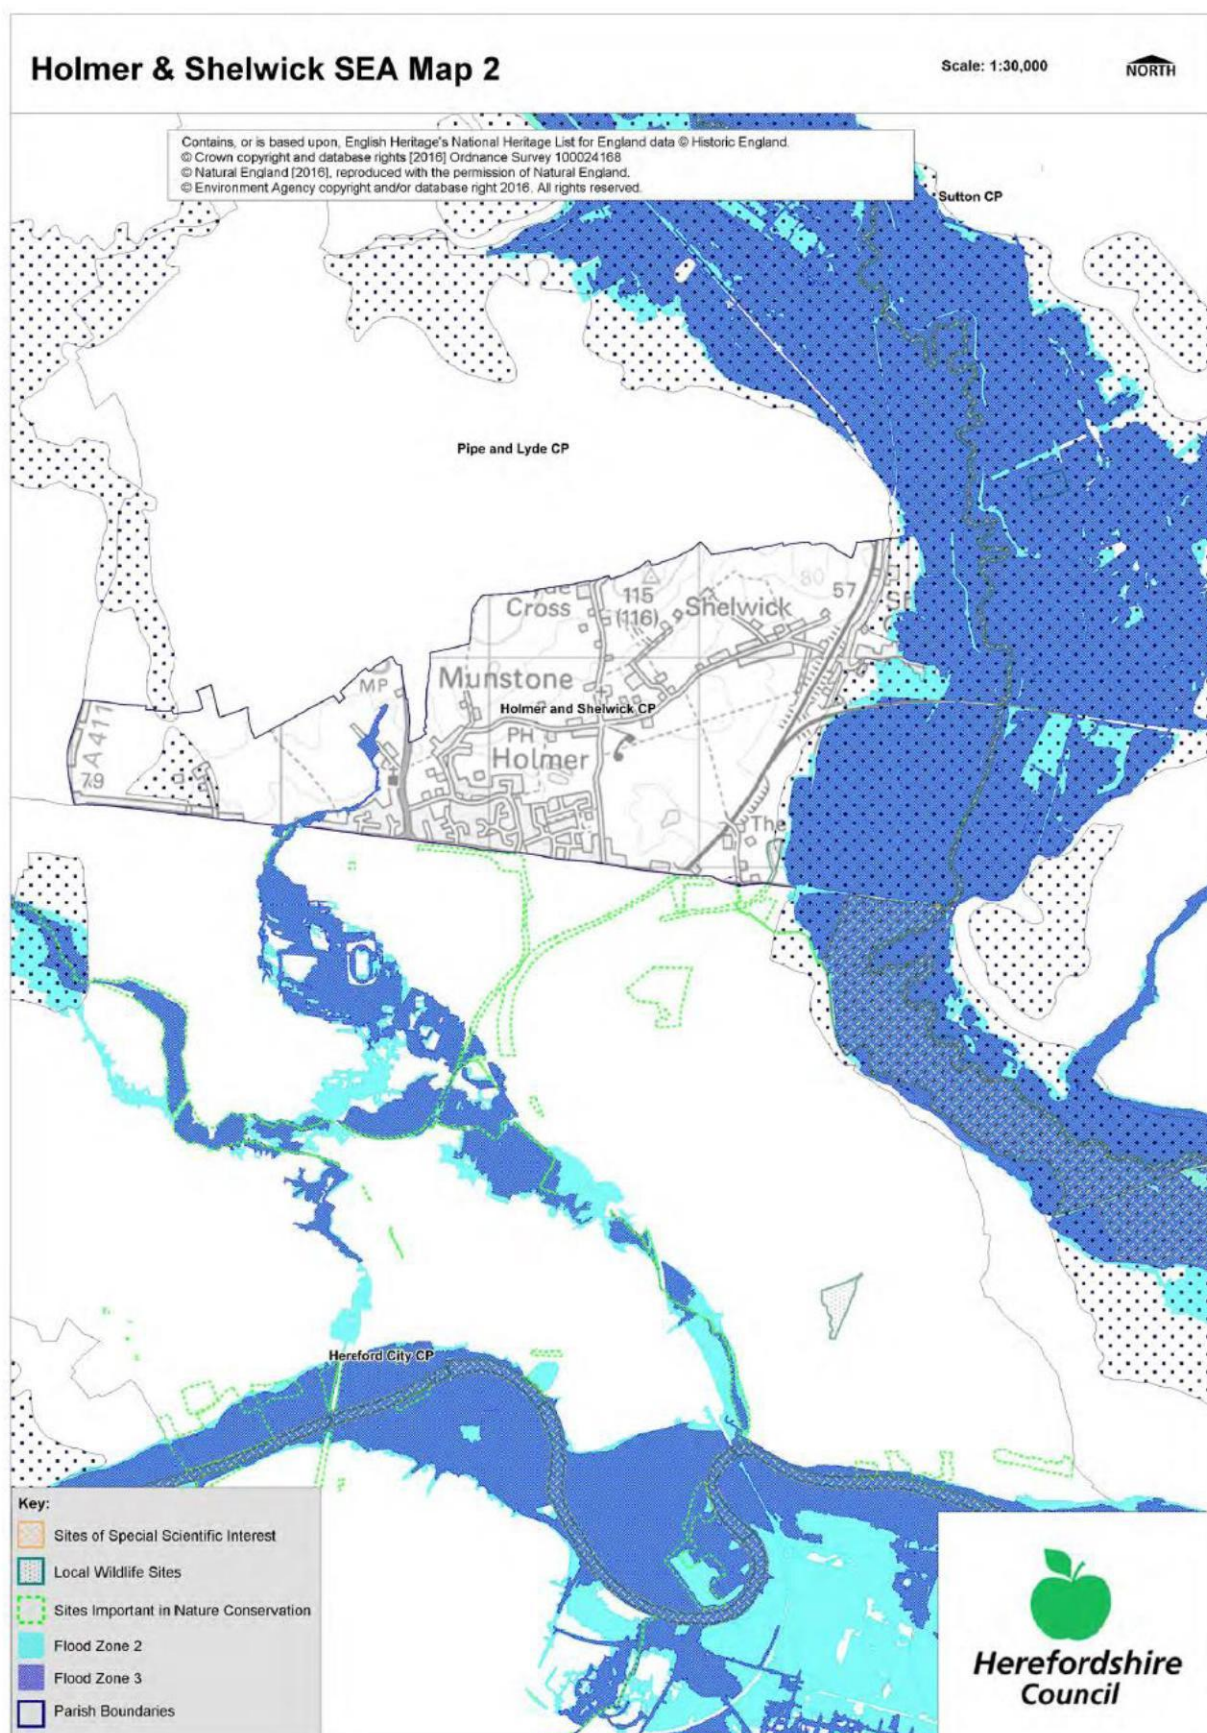 Holmer & Shelwick SEA Map 2
Scale: 1:30,000
NORTH
Contains, or is based upon, English Heritage's National Heritage List for England data © Historic England.
© Crown copyright and database rights [2016] Ordnance Survey 100024168
© Natural England [2016], reproduced with the permission of Natural England.
© Environment Agency copyright and/or database right 2016. All rights reserved.
Sutton CP
Pipe and Lyde CP
Cross
115
(116)
Shelwick
80
57
Munstone
MP
Holmer and Shelwick CP
A 411
PH
Holmer
79
The
Hereford City CP
Key:
Sites of Special Scientific Interest
Local Wildlife Sites
Sites Important in Nature Conservation
Flood Zone 2
Flood Zone 3
Parish Boundaries
Herefordshire
Council